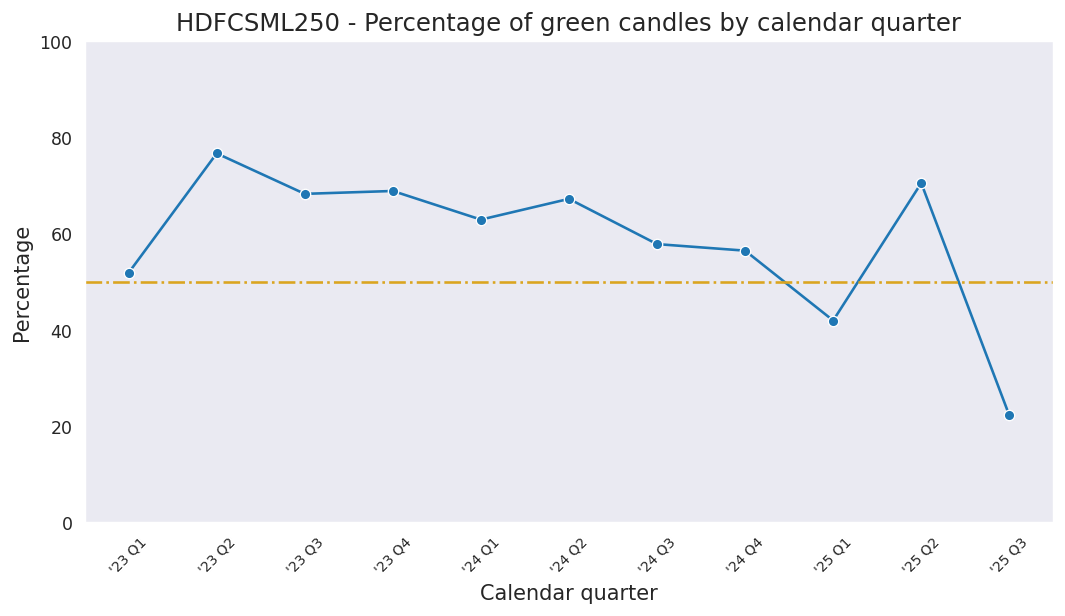 HDFCSML250 - Percentage of green candles by calendar quarter
100
80
60
40
20
0
Percentage
'23 Q1
'23 Q2
'23 Q3
'23 Q4
'24 Q1
'24 Q2
'24 Q3
'24 Q4
'25 Q1
'25 Q2
'25 Q3
Calendar quarter